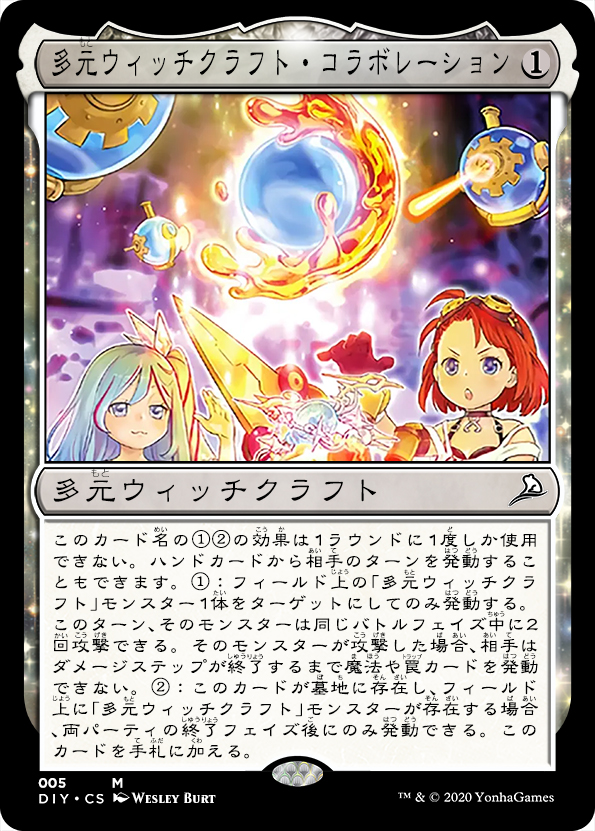 多元ウィッチクラフト・コラボレーション 1
多元ウィッチクラフト
このカード名の①②の効果は1ラウンドに1度しか使用
できない。ハンドカードから相手のターンを発動するこ
ともできます。①：フィールド上の「多元ウィッチクラ
フト」モンスター1体をターゲットにしてのみ発動する。
このターン、そのモンスターは同じバトルフェイズ中に2
回攻撃できる。そのモンスターが攻撃した場合、相手は
ダメージステップが終了するまで魔法や罠カードを発動
できない。②：このカードが墓地に存在し、フィールド
上に「多元ウィッチクラフト」モンスターが存在する場合
、両パーティの終了フェイズ後にのみ発動できる。この
カードを手札に加える。
005 M
DIY • CS Wesley Burt
™ & © 2020 YonhaGames